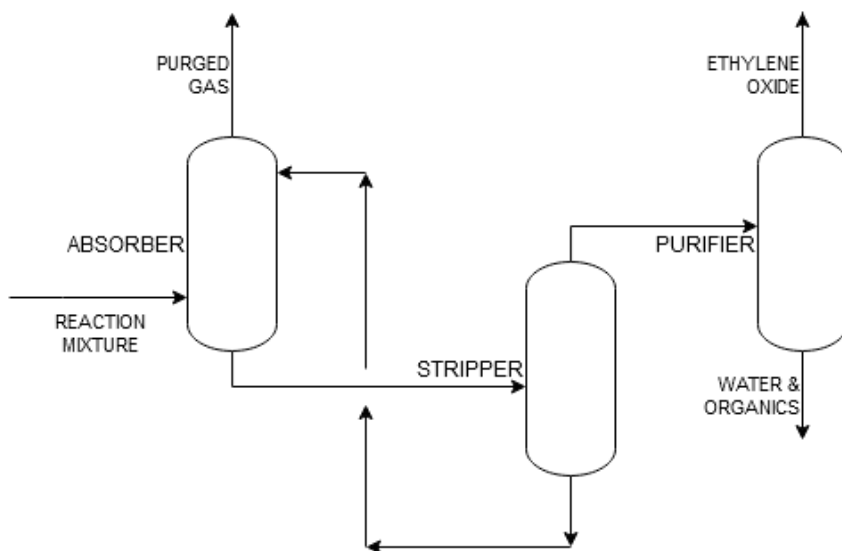 PURGED
GAS
ETHYLENE
OXIDE
ABSORBER
PURIFIER
REACTION
MIXTURE
STRIPPER
WATER &
ORGANICS